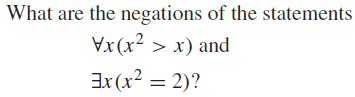 What are the negations of the statements
∀x(x² > x) and
∃x(x² = 2)?